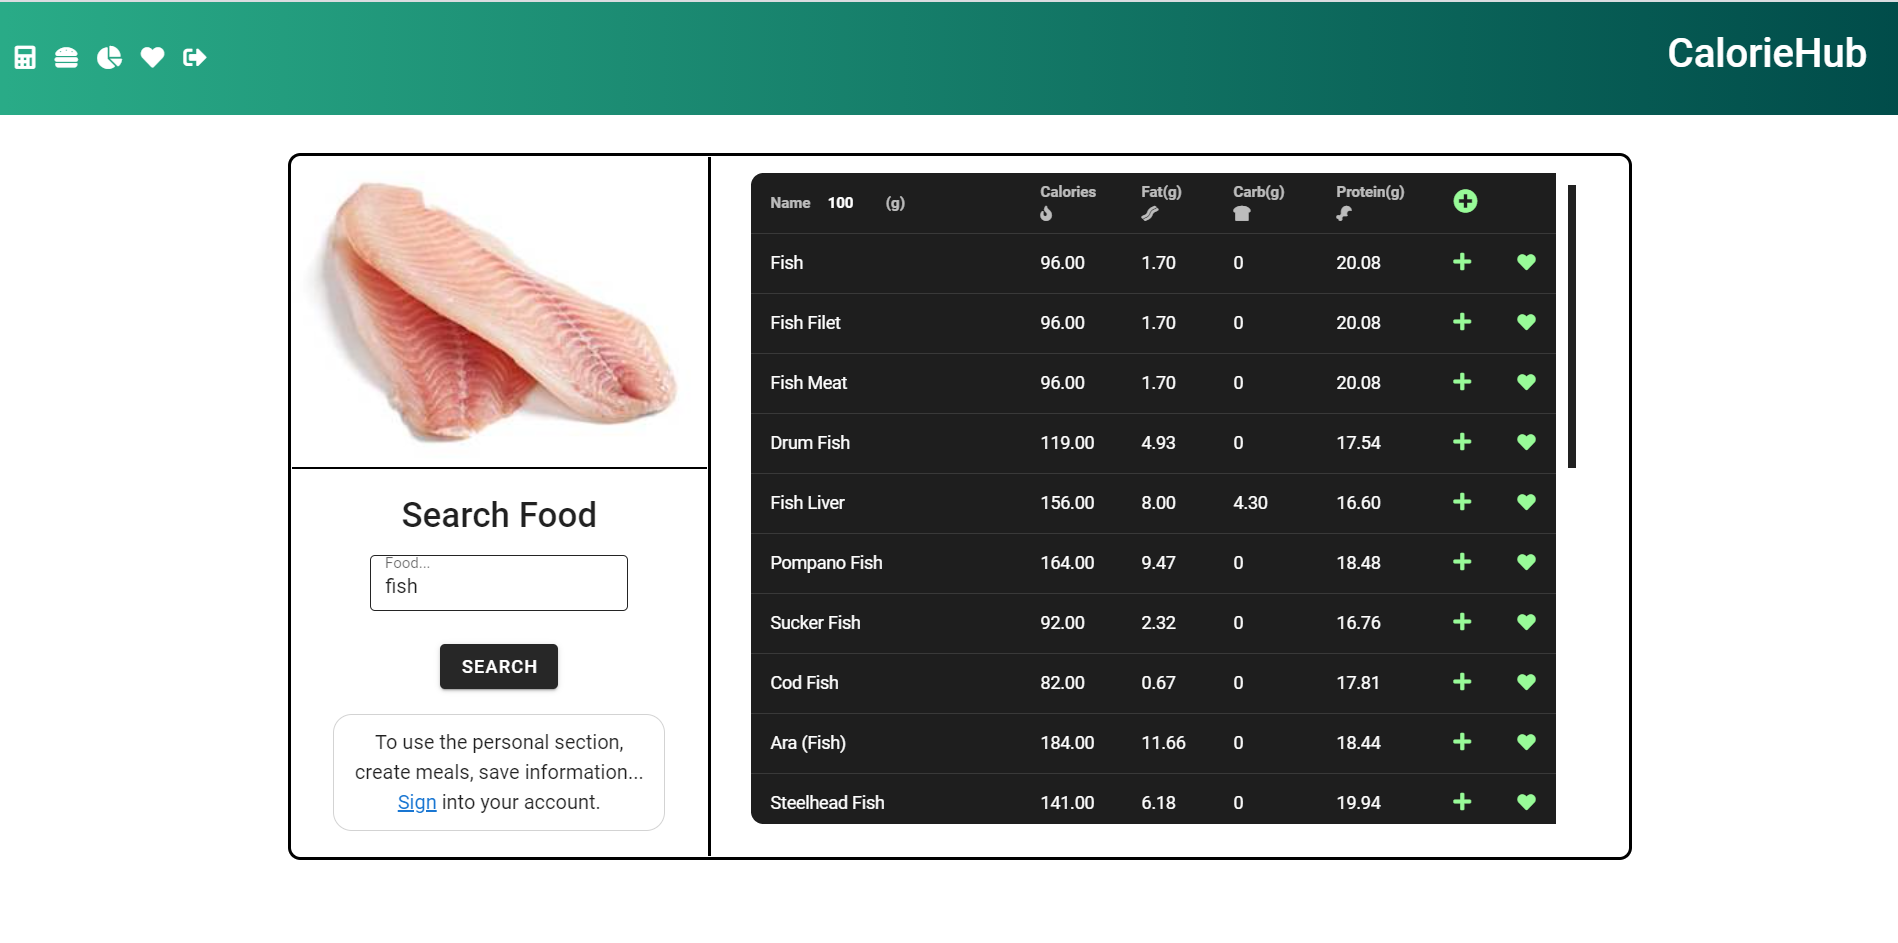 CalorieHub
Search Food
Food...
fish
SEARCH
To use the personal section,
create meals, save information...
Sign into your account.
Name 100 (g) Calories Fat(g) Carb(g) Protein(g)
Fish 96.00 1.70 0 20.08
Fish Filet 96.00 1.70 0 20.08
Fish Meat 96.00 1.70 0 20.08
Drum Fish 119.00 4.93 0 17.54
Fish Liver 156.00 8.00 4.30 16.60
Pompano Fish 164.00 9.47 0 18.48
Sucker Fish 92.00 2.32 0 16.76
Cod Fish 82.00 0.67 0 17.81
Ara (Fish) 184.00 11.66 0 18.44
Steelhead Fish 141.00 6.18 0 19.94